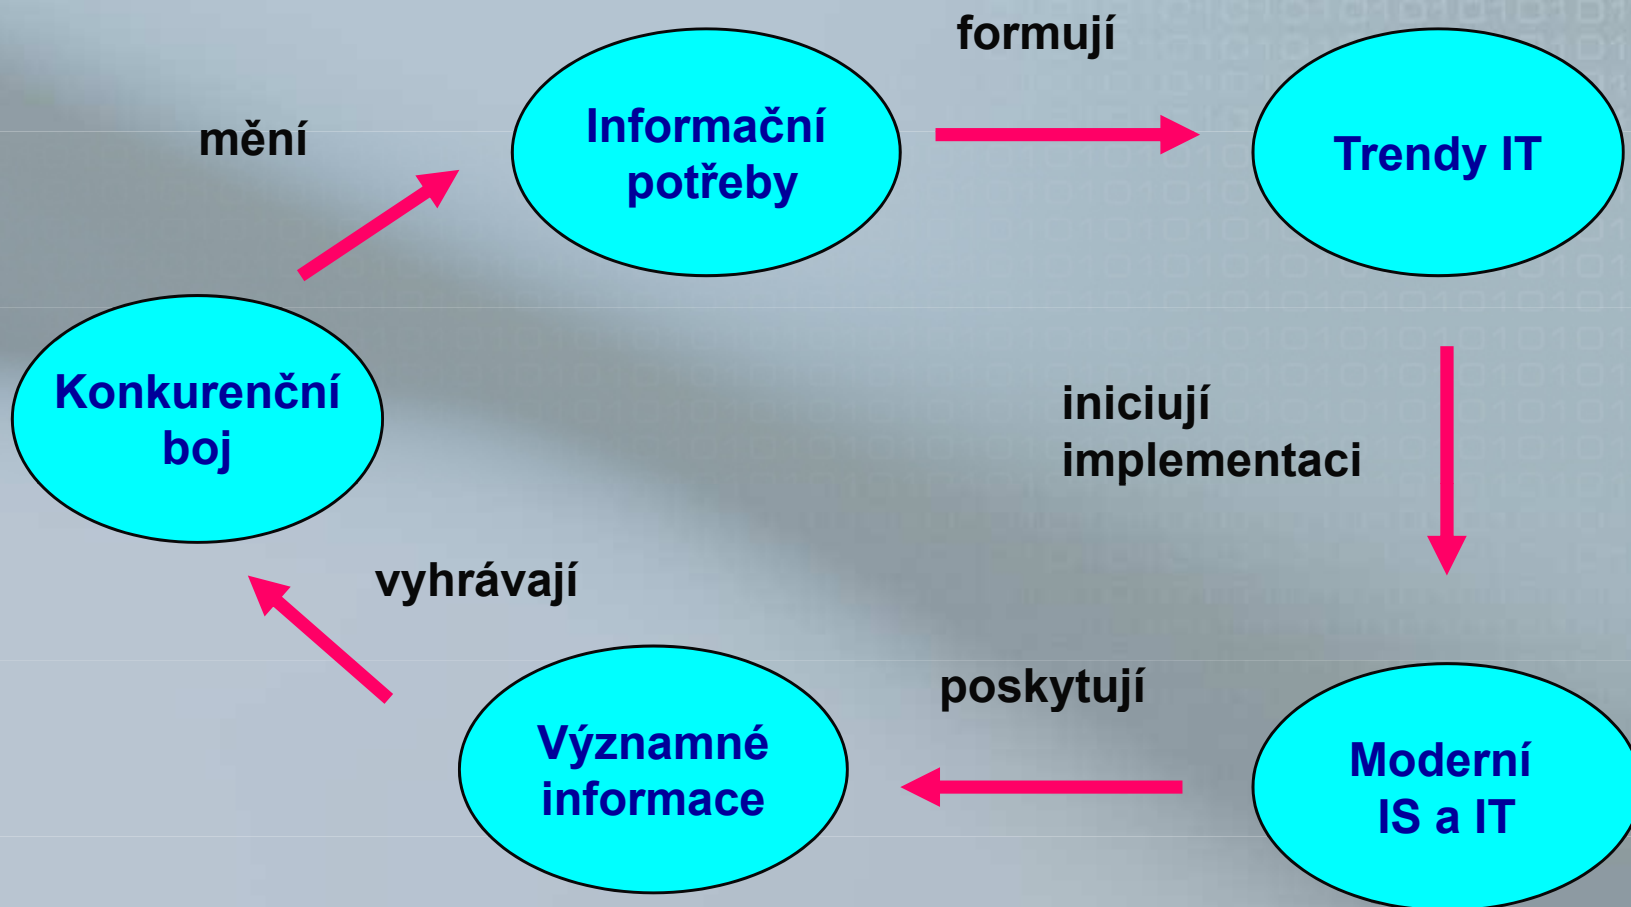 formují
mění
Informační
potřeby
Trendy IT
Konkurenční
boj
iniciují
implementaci
vyhrávají
poskytují
Významné
informace
Moderní
IS a IT